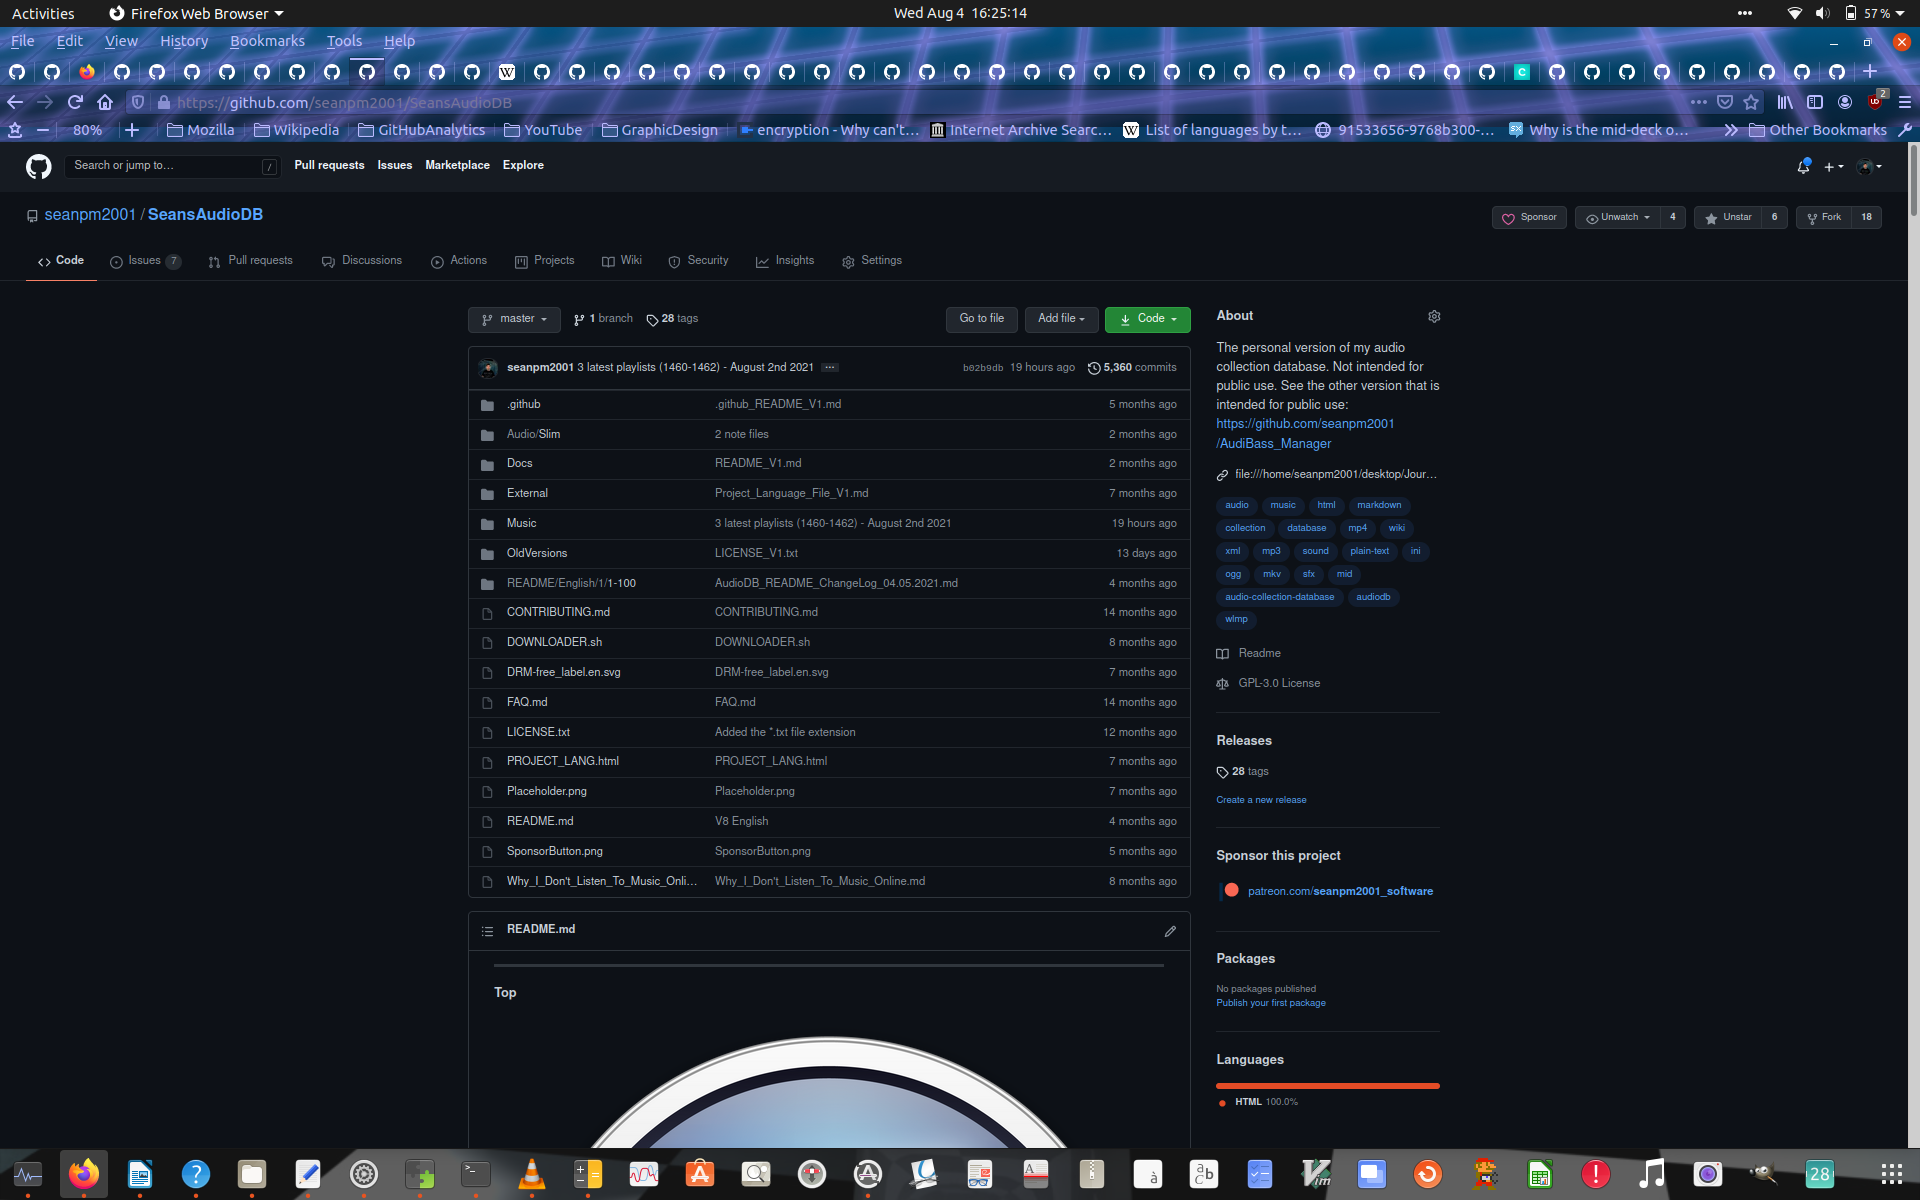 Activities Firefox Web Browser Wed Aug 4 16:25:14 57 %
File Edit View History Bookmarks Tools Help
https://github.com/seanpm2001/SeansAudioDB 2
80% Mozilla Wikipedia GitHubAnalytics YouTube GraphicDesign encryption - Why can't… Internet Archive Searc… List of languages by t… 91533656-9768b300-… Why is the mid-deck o… Other Bookmarks
Search or jump to… / Pull requests Issues Marketplace Explore
seanpm2001 / SeansAudioDB Sponsor Unwatch 4 Unstar 6 Fork 18
Code Issues 7 Pull requests Discussions Actions Projects Wiki Security Insights Settings
master 1 branch 28 tags Go to file Add file Code
seanpm2001 3 latest playlists (1460-1462) - August 2nd 2021 … b02b9db 19 hours ago 5,360 commits
.github .github_README_V1.md 5 months ago
Audio/Slim 2 note files 2 months ago
Docs README_V1.md 2 months ago
External Project_Language_File_V1.md 7 months ago
Music 3 latest playlists (1460-1462) - August 2nd 2021 19 hours ago
OldVersions LICENSE_V1.txt 13 days ago
README/English/1/1-100 AudioDB_README_ChangeLog_04.05.2021.md 4 months ago
CONTRIBUTING.md CONTRIBUTING.md 14 months ago
DOWNLOADER.sh DOWNLOADER.sh 8 months ago
DRM-free_label.en.svg DRM-free_label.en.svg 7 months ago
FAQ.md FAQ.md 14 months ago
LICENSE.txt Added the *.txt file extension 12 months ago
PROJECT_LANG.html PROJECT_LANG.html 7 months ago
Placeholder.png Placeholder.png 7 months ago
README.md V8 English 4 months ago
SponsorButton.png SponsorButton.png 5 months ago
Why_I_Don't_Listen_To_Music_Onli… Why_I_Don't_Listen_To_Music_Online.md 8 months ago
README.md
Top
About
The personal version of my audio
collection database. Not intended for
public use. See the other version that is
intended for public use:
https://github.com/seanpm2001
/AudiBass_Manager
file:///home/seanpm2001/desktop/Jour…
audio music html markdown
collection database mp4 wiki
xml mp3 sound plain-text ini
ogg mkv sfx mid
audio-collection-database audiodb
wlmp
Readme
GPL-3.0 License
Releases
28 tags
Create a new release
Sponsor this project
patreon.com/seanpm2001_software
Packages
No packages published
Publish your first package
Languages
HTML 100.0%
28